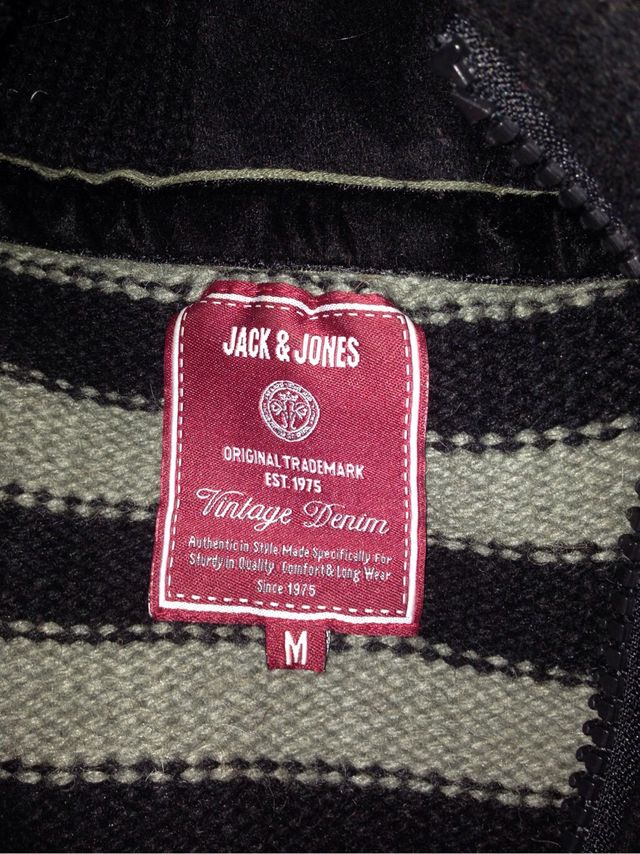 JACK & JONES
ORIGINAL TRADEMARK
EST. 1975
Vintage Denim
Authentic in Style Made Specifically For
Sturdy in Quality Comfort & Long Wear
Since 1975
M